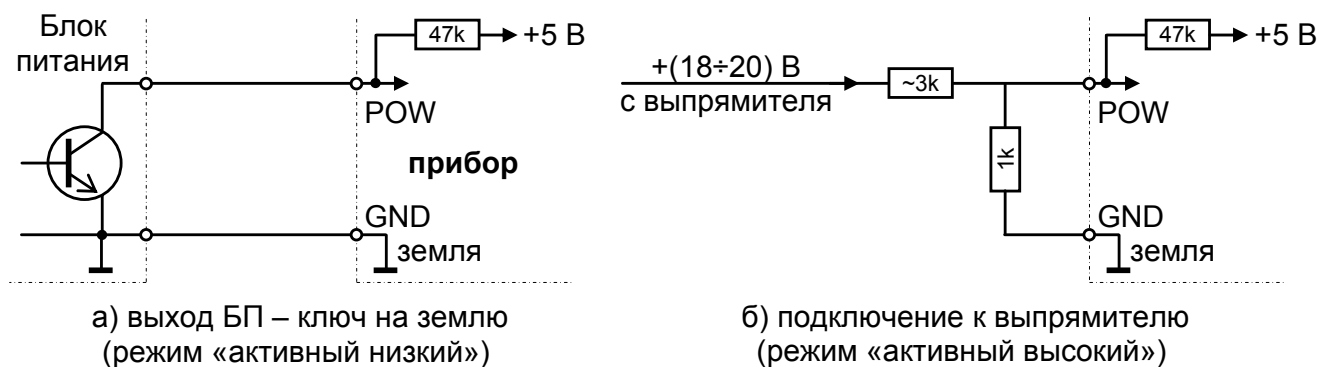 Блок
питания
47k
+5 В
POW
прибор
GND
земля
а) выход БП – ключ на землю
(режим «активный низкий»)
+(18÷20) В
с выпрямителя
~3k
1k
47k
+5 В
POW
GND
земля
б) подключение к выпрямителю
(режим «активный высокий»)